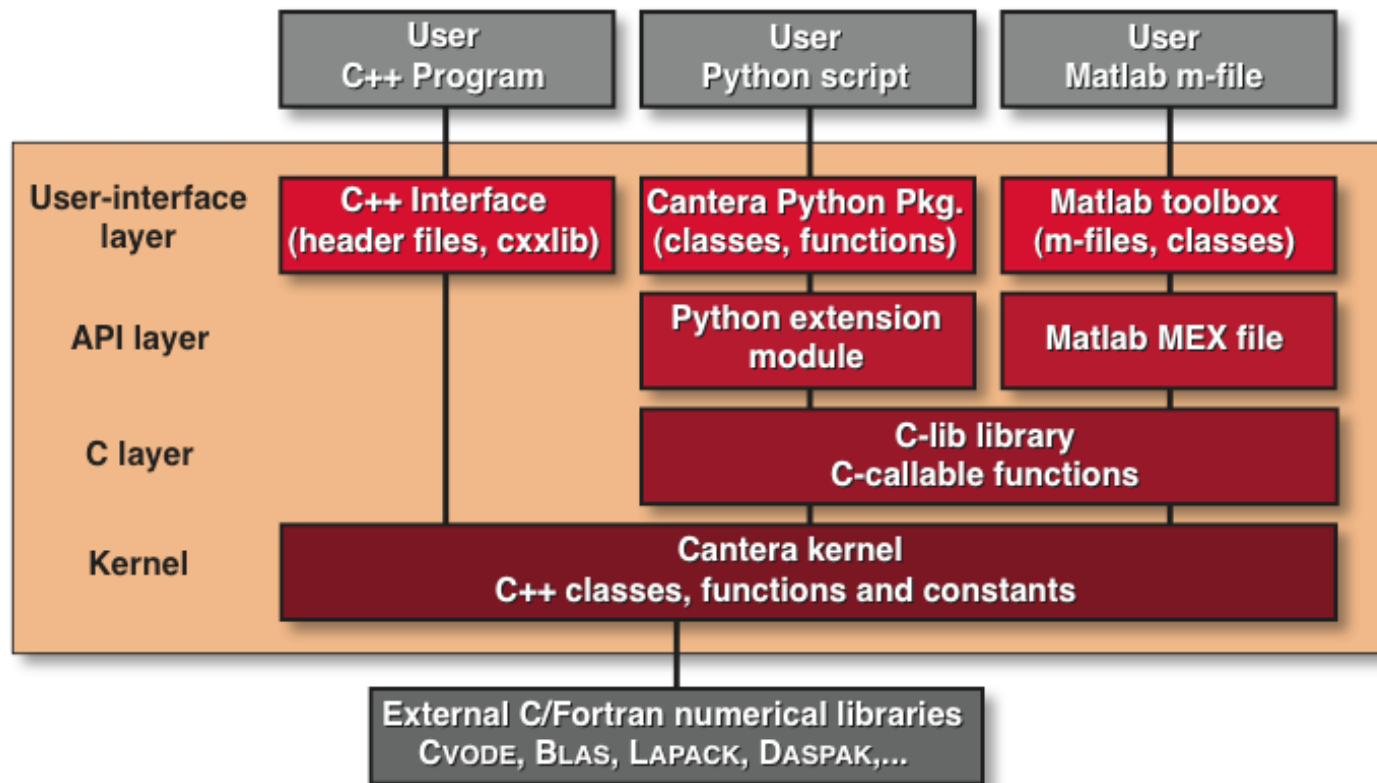 User
C++ Program
User
Python script
User
Matlab m-file
User-interface
layer
C++ Interface
(header files, cxxlib)
Cantera Python Pkg.
(classes, functions)
Matlab toolbox
(m-files, classes)
API layer
Python extension
module
Matlab MEX file
C layer
C-lib library
C-callable functions
Kernel
Cantera kernel
C++ classes, functions and constants
External C/Fortran numerical libraries
CVODE, BLAS, LAPACK, DASPAK,...